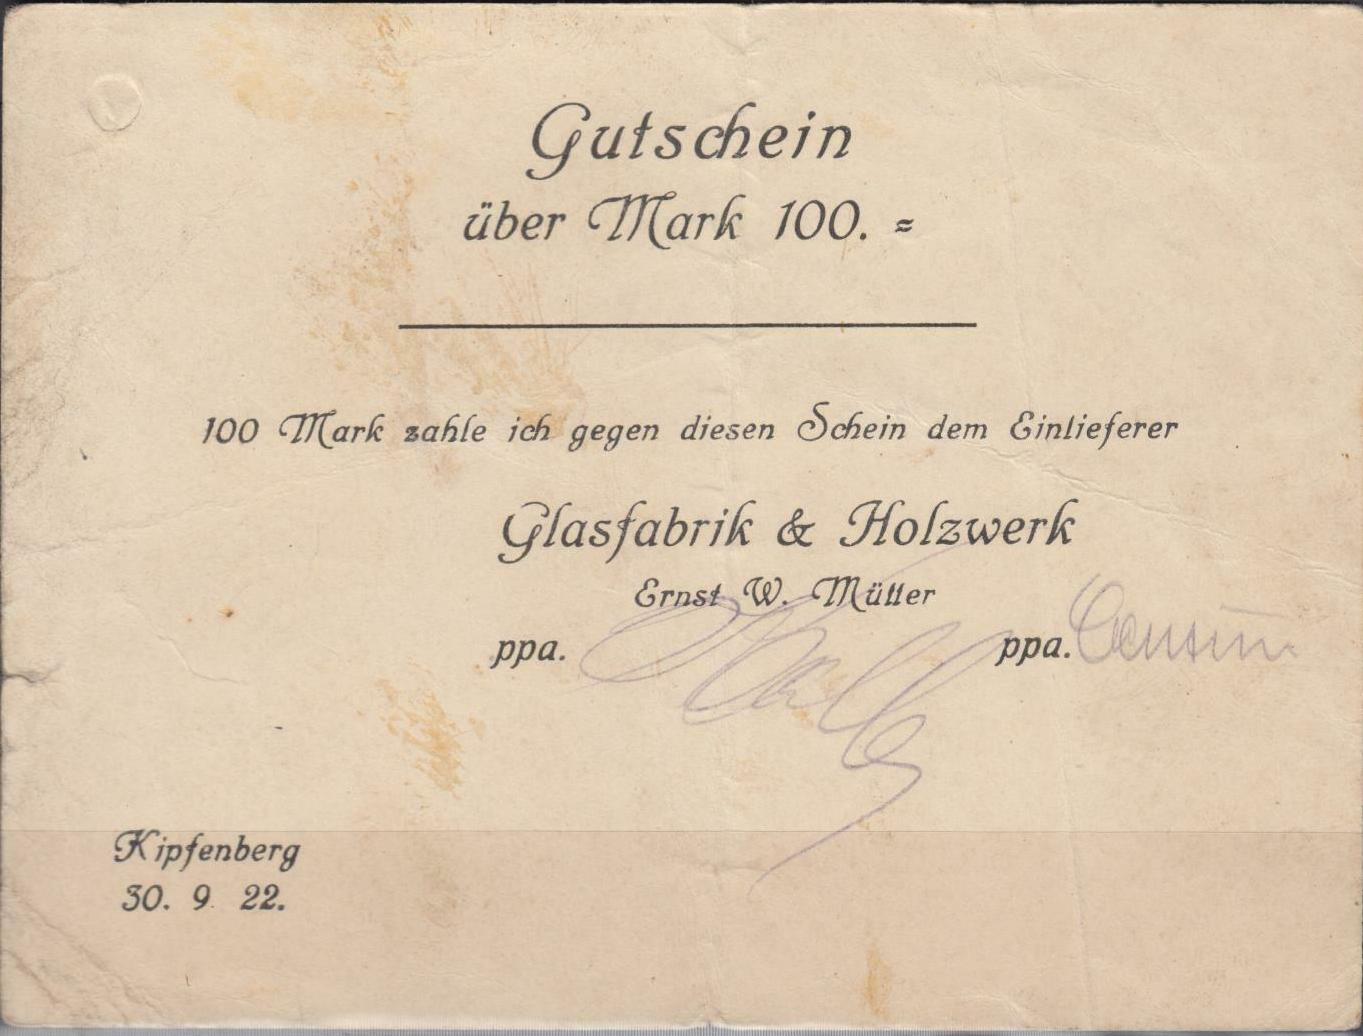 Gutschein
über Mark 100. =
100 Mark zahle ich gegen diesen Schein dem Einlieferer
Glasfabrik & Holzwerk
Ernst W. Müller
ppa. ppa.
Kipfenberg
30. 9. 22.